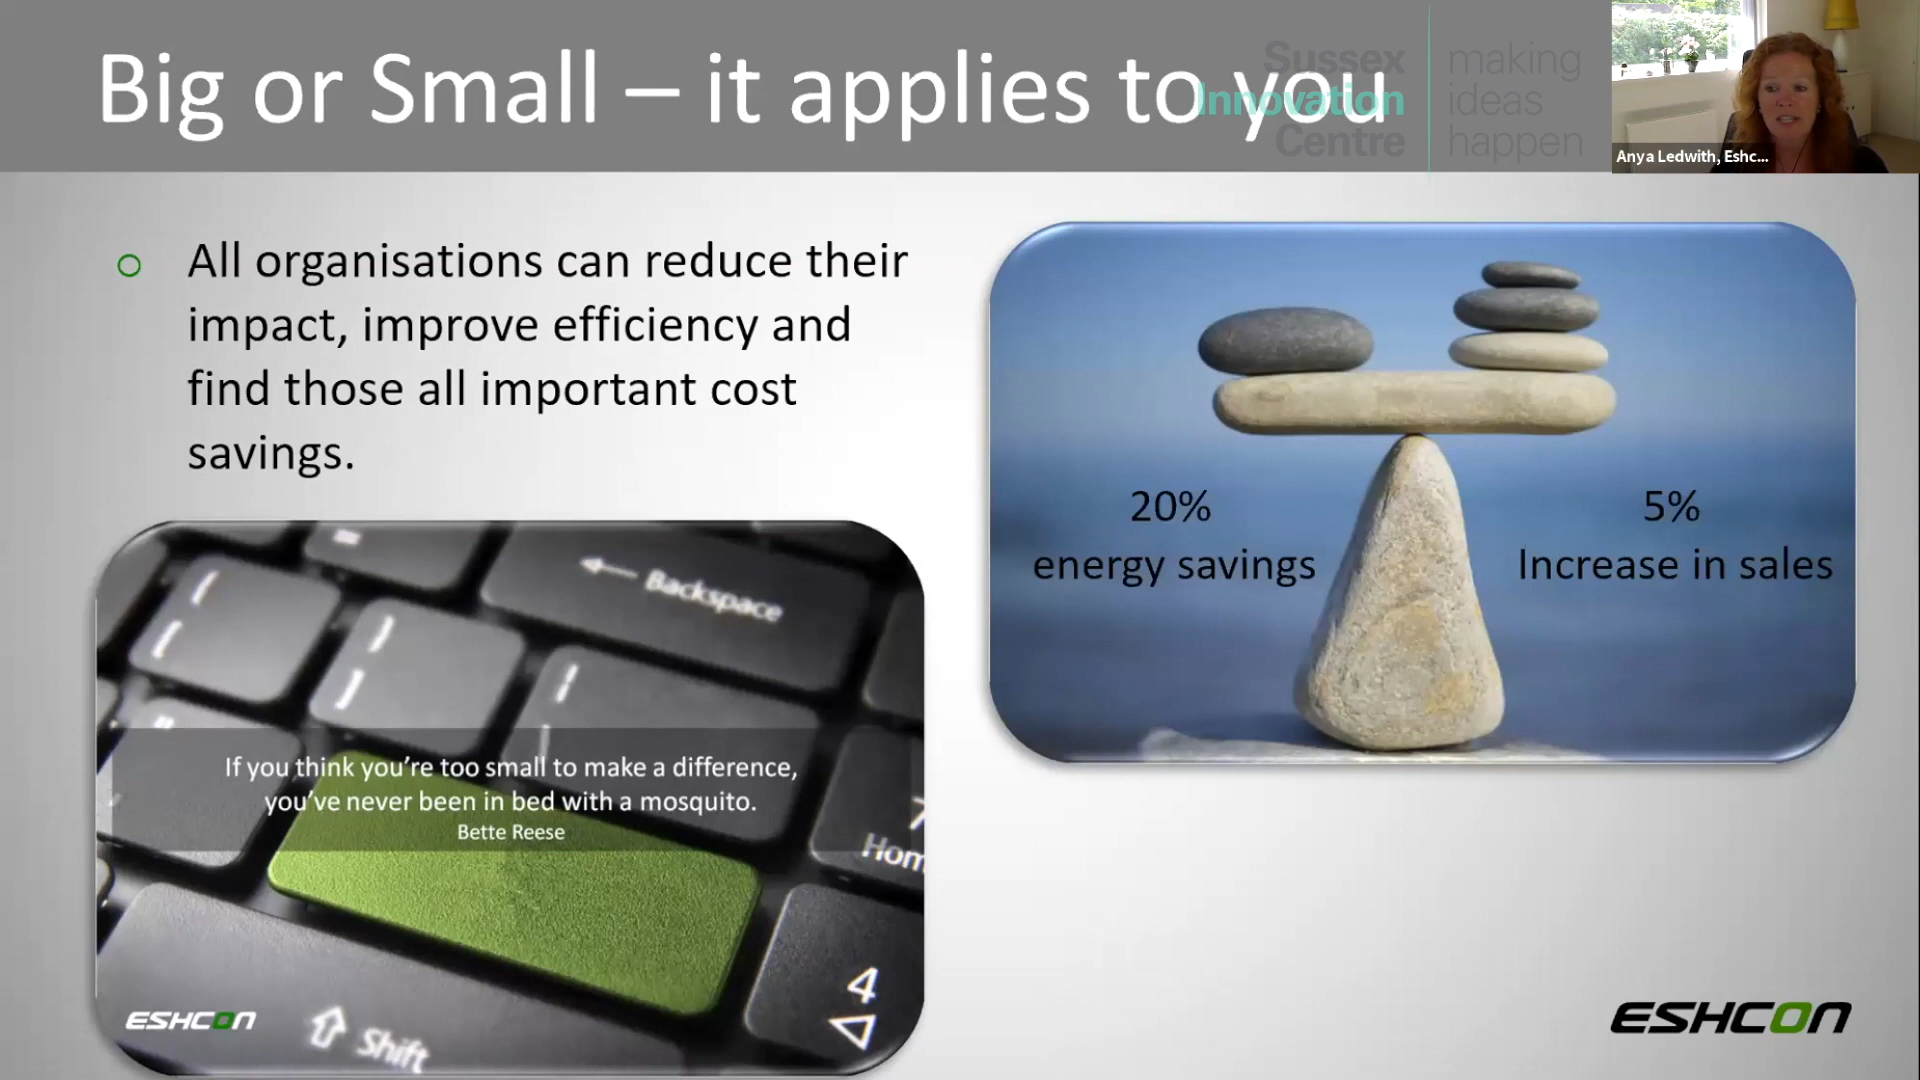 Big or Small – it applies to you
Sussex
Innovation
Centre
making
ideas
happen
Anya Ledwith, Eshc...
All organisations can reduce their
impact, improve efficiency and
find those all important cost
savings.
20%
energy savings
5%
Increase in sales
Backspace
{
[
}
]
If you think you’re too small to make a difference,
you’ve never been in bed with a mosquito.
Bette Reese
7
Hom
4
Shift
ESHCON
ESHCON